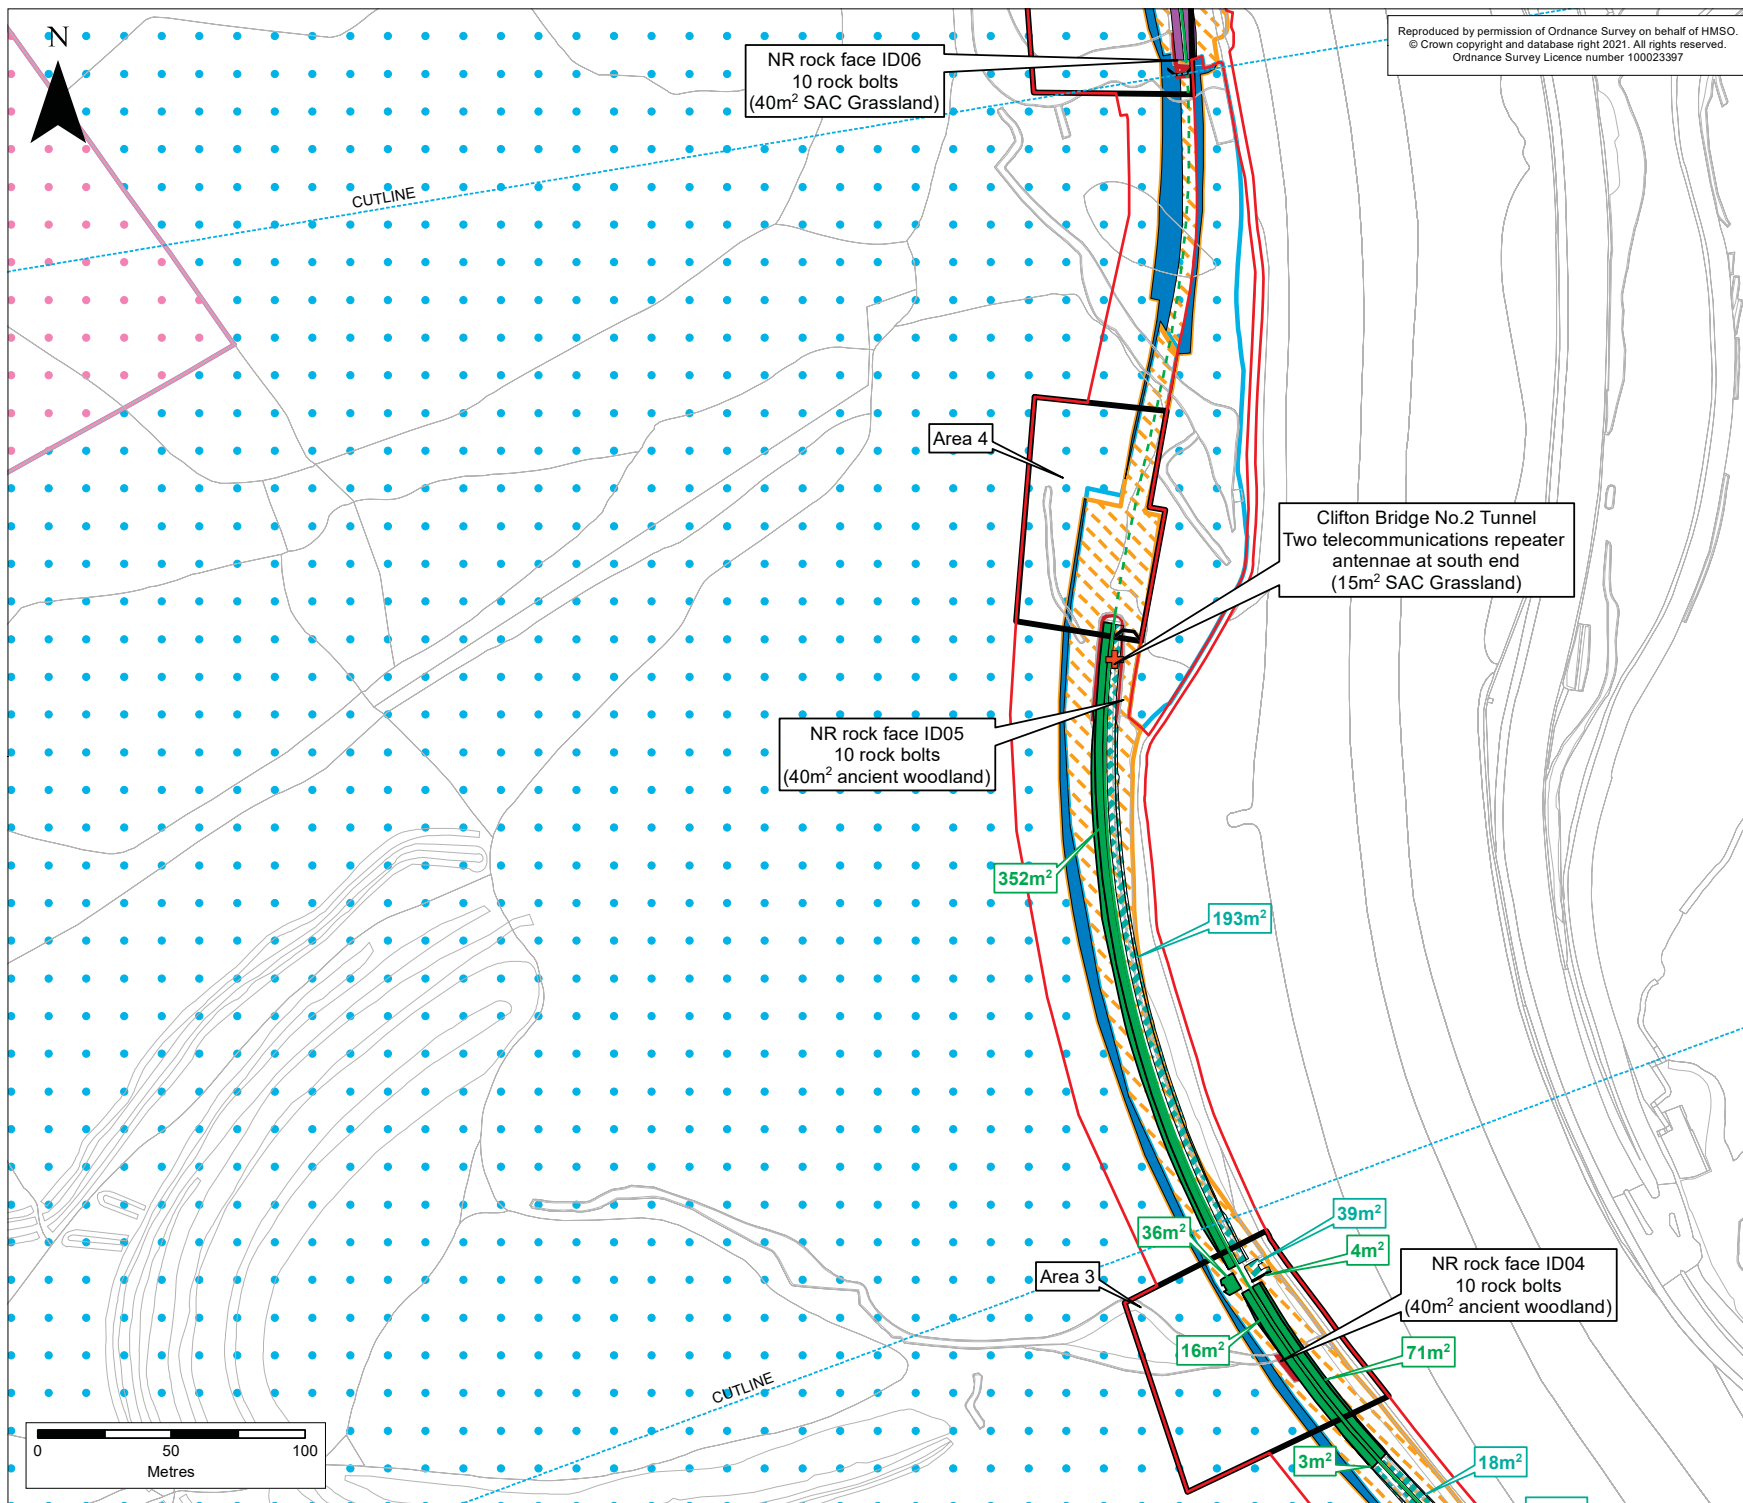 Reproduced by permission of Ordnance Survey on behalf of HMSO.
© Crown copyright and database right 2021. All rights reserved.
Ordnance Survey Licence number 100023397
N
NR rock face ID06
10 rock bolts
(40m² SAC Grassland)
CUTLINE
Area 4
Clifton Bridge No.2 Tunnel
Two telecommunications repeater
antennae at south end
(15m² SAC Grassland)
NR rock face ID05
10 rock bolts
(40m² ancient woodland)
352m²
193m²
39m²
36m²
4m²
NR rock face ID04
10 rock bolts
(40m² ancient woodland)
Area 3
16m²
71m²
CUTLINE
3m²
18m²
0 50 100
Metres